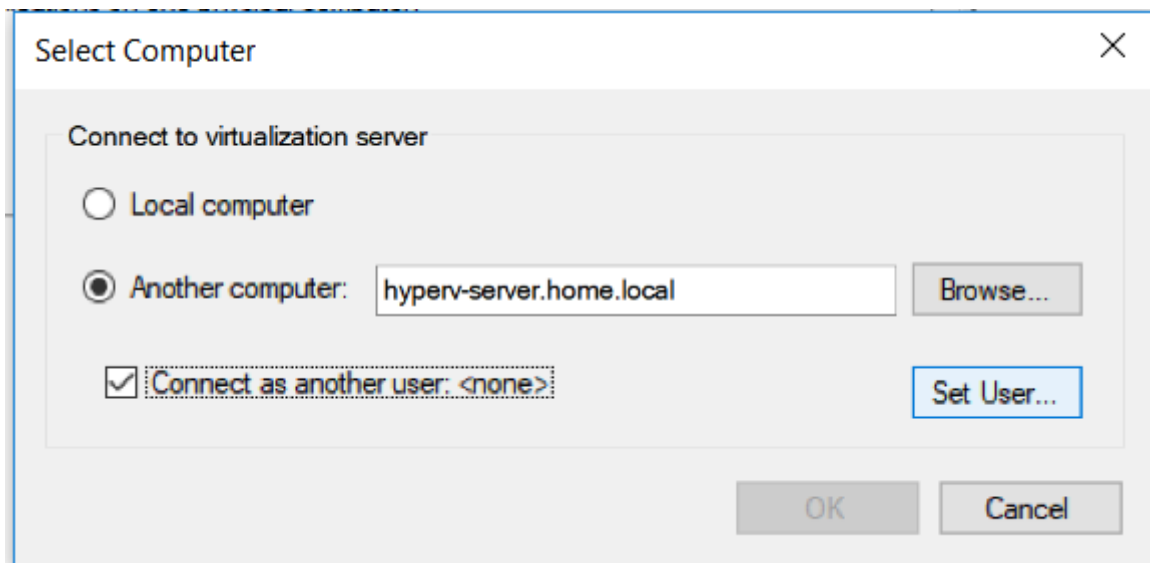 Select Computer
Connect to virtualization server
Local computer
Another computer: hyperv-server.home.local Browse...
Connect as another user: <none> Set User...
OK Cancel